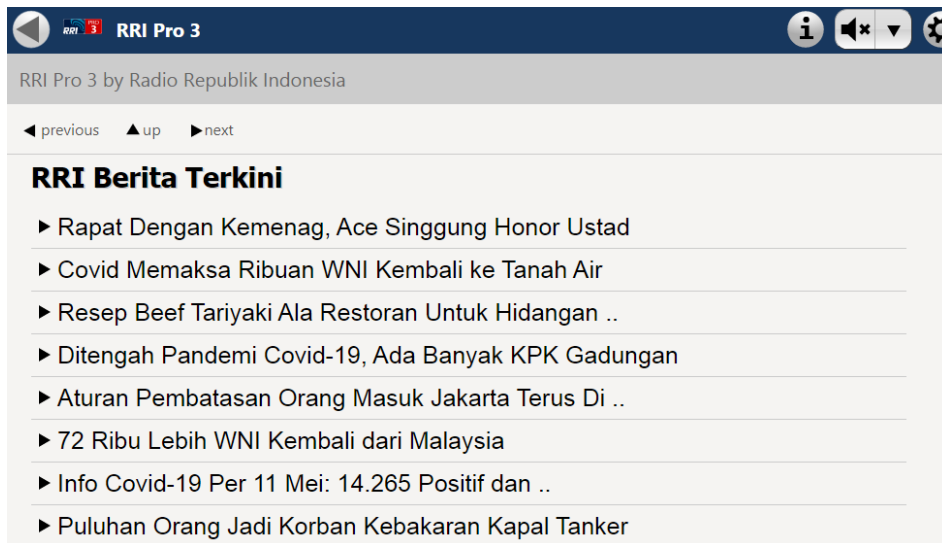 RRI PRO 3 RRI Pro 3
RRI Pro 3 by Radio Republik Indonesia
previous up next
RRI Berita Terkini
Rapat Dengan Kemenag, Ace Singgung Honor Ustad
Covid Memaksa Ribuan WNI Kembali ke Tanah Air
Resep Beef Tariyaki Ala Restoran Untuk Hidangan ..
Ditengah Pandemi Covid-19, Ada Banyak KPK Gadungan
Aturan Pembatasan Orang Masuk Jakarta Terus Di ..
72 Ribu Lebih WNI Kembali dari Malaysia
Info Covid-19 Per 11 Mei: 14.265 Positif dan ..
Puluhan Orang Jadi Korban Kebakaran Kapal Tanker